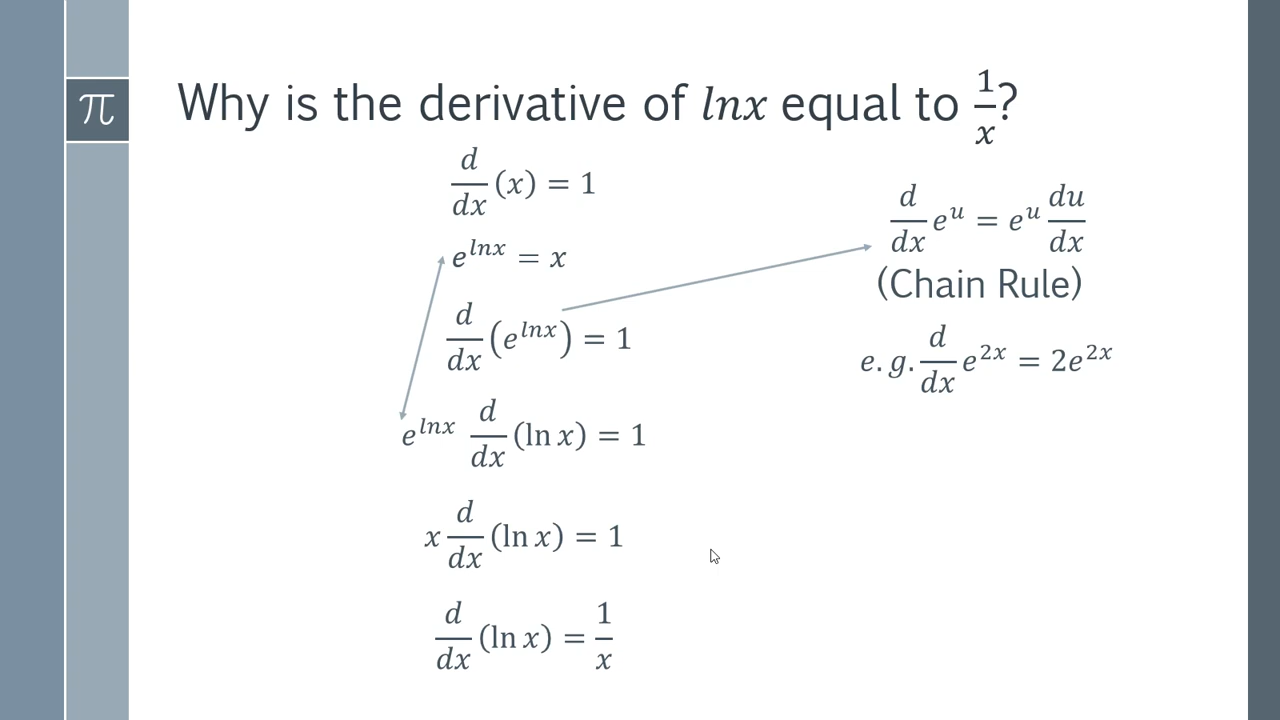 π
Why is the derivative of lnx equal to 1/x?
d/dx (x) = 1
e^{lnx} = x
d/dx (e^{lnx}) = 1
e^{lnx} d/dx (ln x) = 1
x d/dx (ln x) = 1
d/dx (ln x) = 1/x
d/dx e^u = e^u du/dx
(Chain Rule)
e.g. d/dx e^{2x} = 2e^{2x}